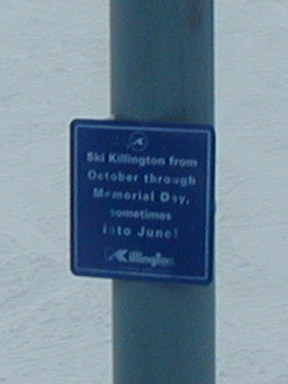 Ski Killington from
October through
Memorial Day,
sometimes
into June!
Killington